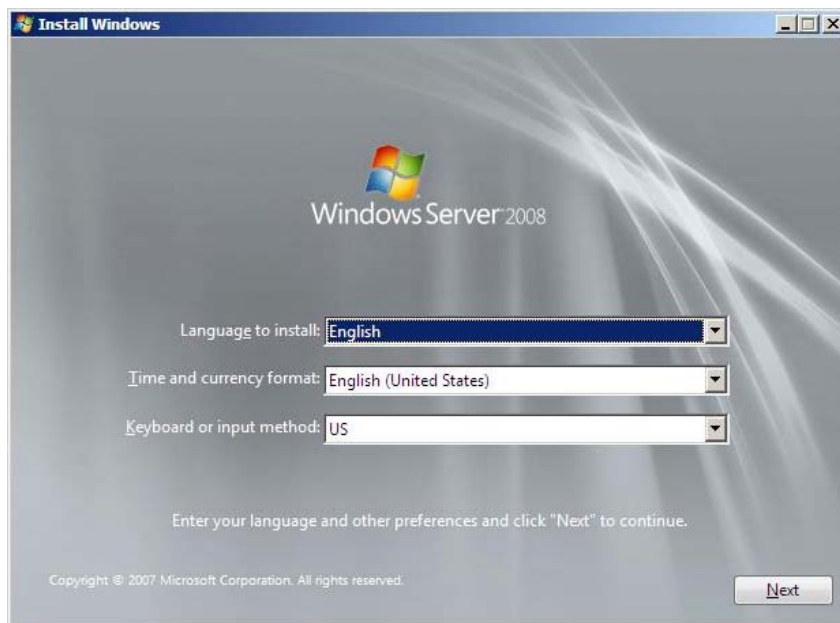 Install Windows
Windows Server 2008
Language to install: English
Time and currency format: English (United States)
Keyboard or input method: US
Enter your language and other preferences and click "Next" to continue.
Copyright © 2007 Microsoft Corporation. All rights reserved.
Next